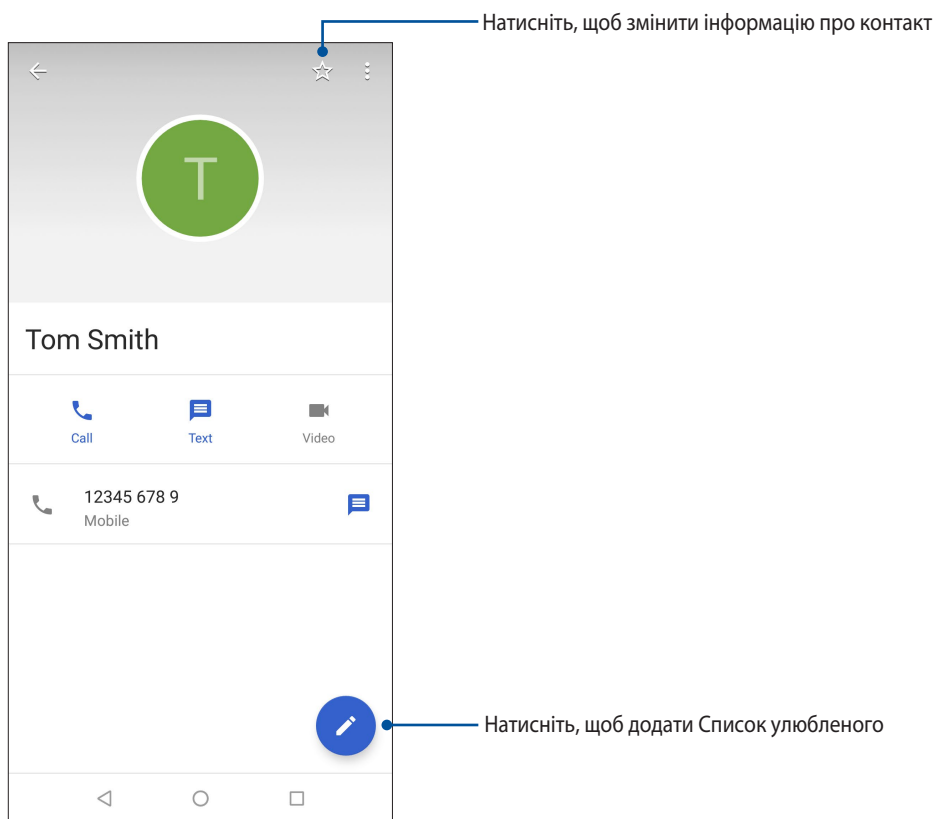 Натисніть, щоб змінити інформацію про контакт
T
Tom Smith
Call Text Video
12345 678 9
Mobile
Натисніть, щоб додати Список улюбленого